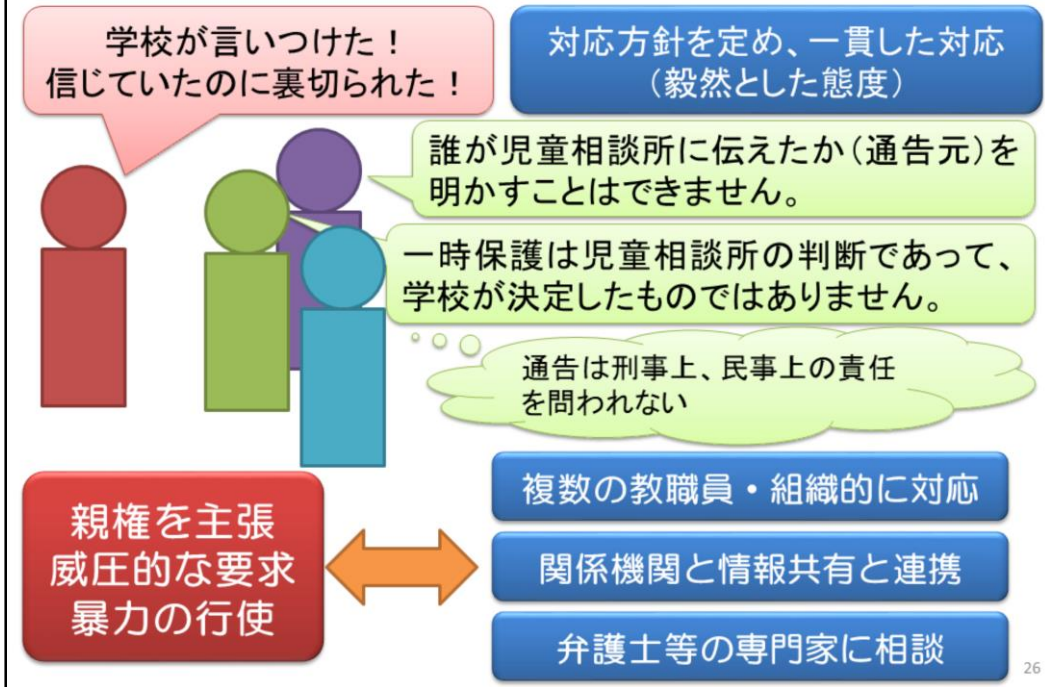 学校が言いつけた！
信じていたのに裏切られた！
対応方針を定め、一貫した対応
（毅然とした態度）
誰が児童相談所に伝えたか（通告元）を
明かすことはできません。
一時保護は児童相談所の判断であって、
学校が決定したものではありません。
通告は刑事上、民事上の責任
を問われない
親権を主張
威圧的な要求
暴力の行使
複数の教職員・組織的に対応
関係機関と情報共有と連携
弁護士等の専門家に相談
26